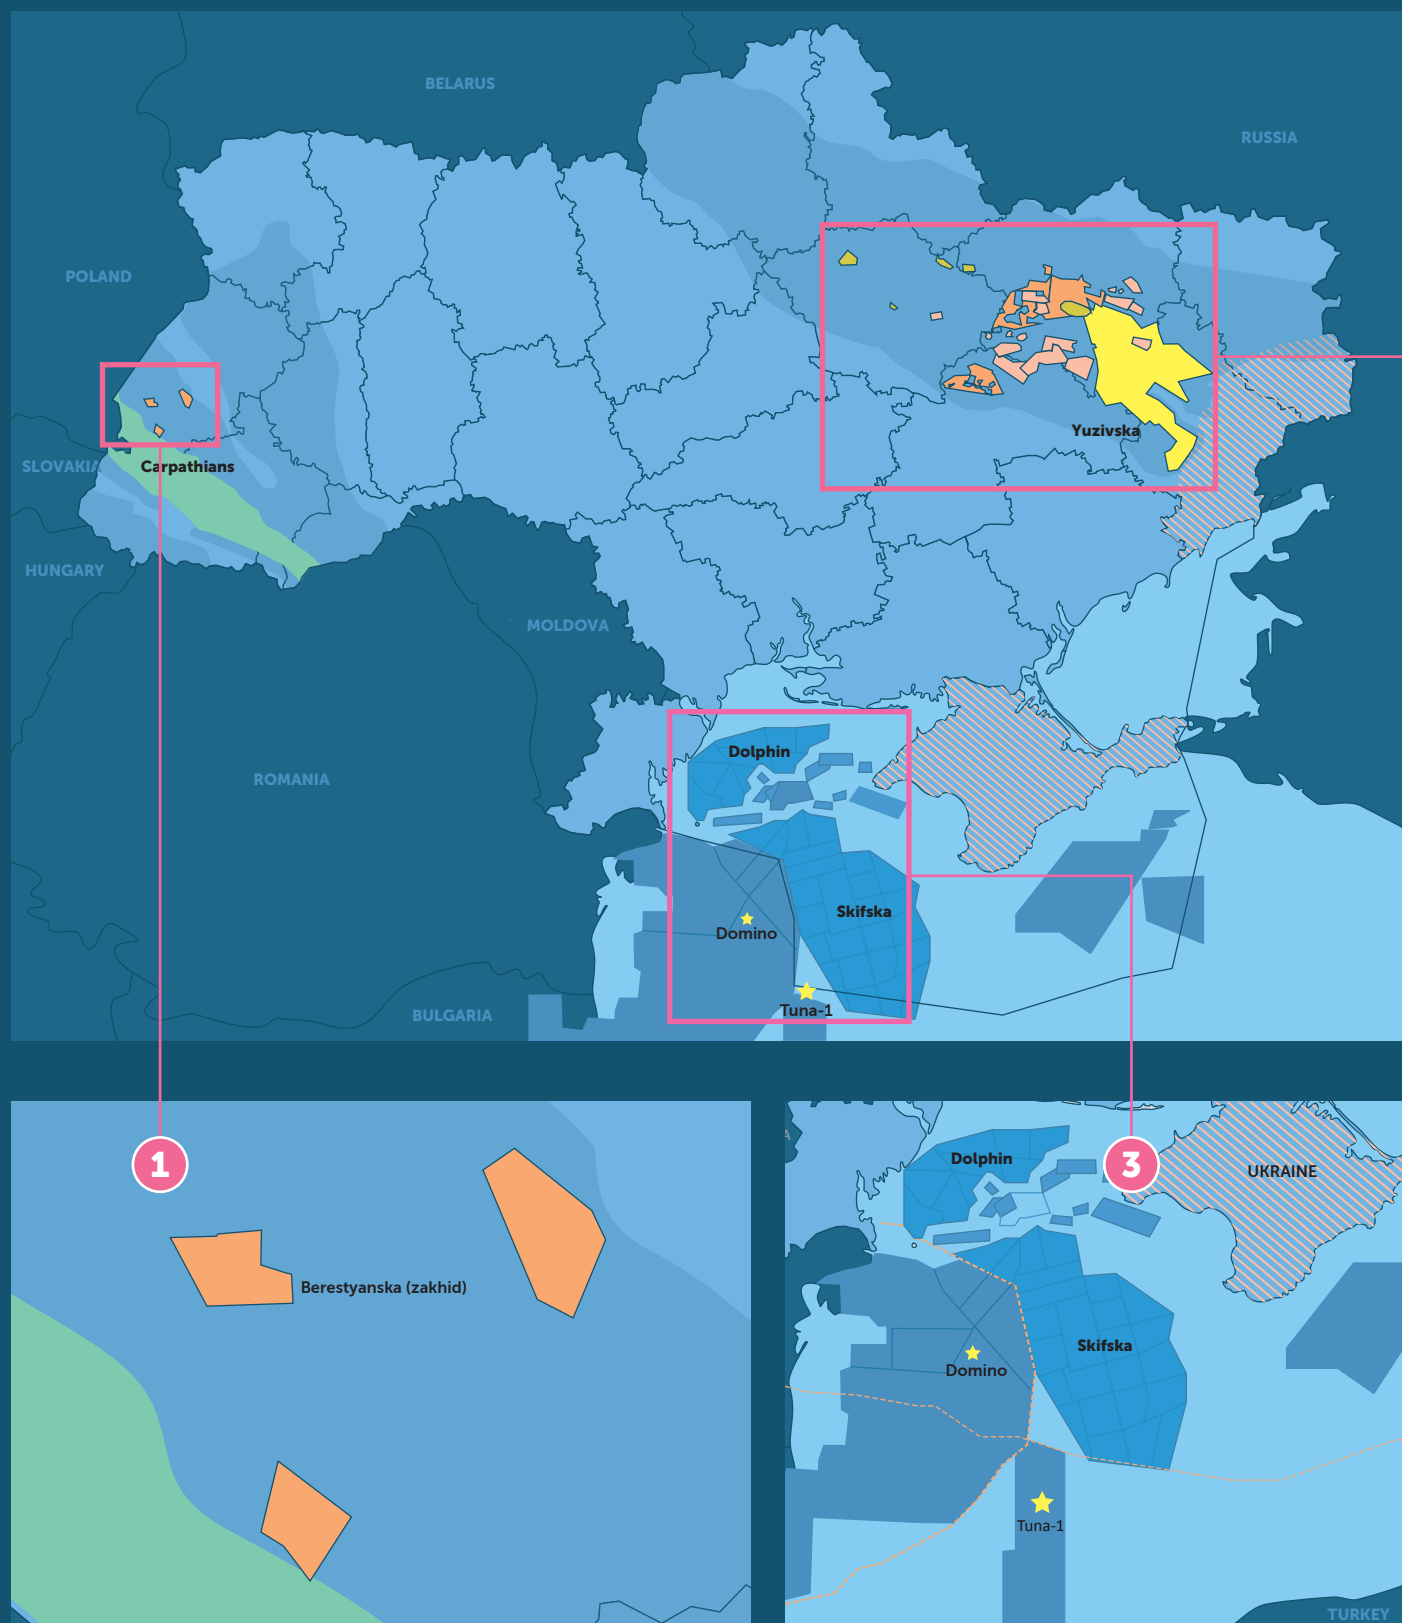 BELARUS
RUSSIA
POLAND
Yuzivska
SLOVAKIA
Carpathians
HUNGARY
MOLDOVA
Dolphin
ROMANIA
Skifska
Domino
Tuna-1
BULGARIA
1
3
Dolphin
UKRAINE
Berestyanska (zakhid)
Skifska
Domino
Tuna-1
TURKEY